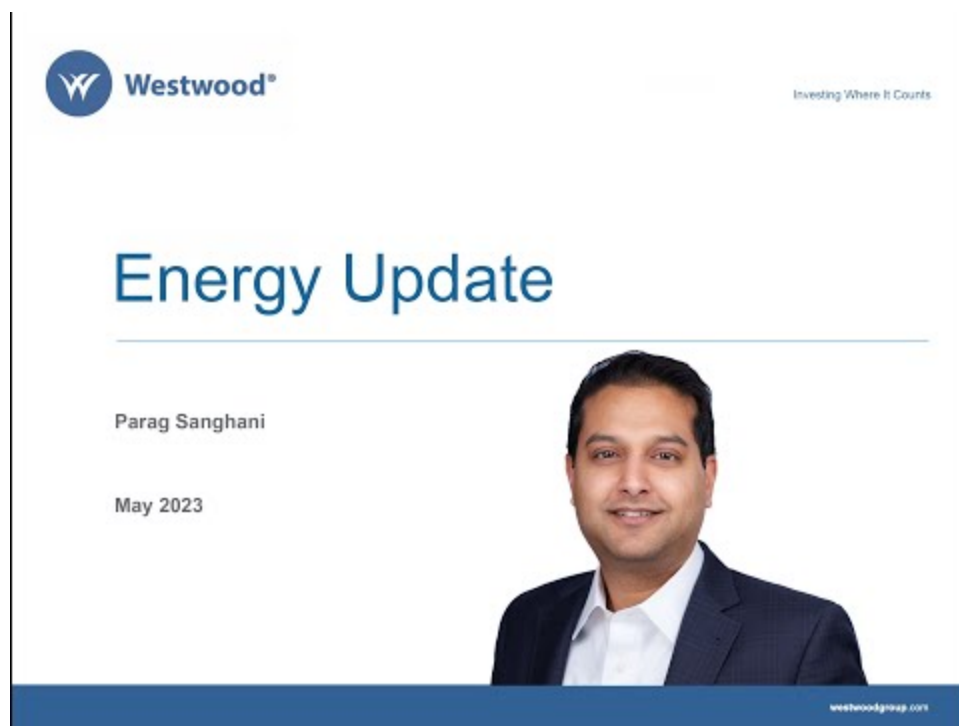 Westwood®
Investing Where It Counts
Energy Update
Parag Sanghani
May 2023
westwoodgroup.com